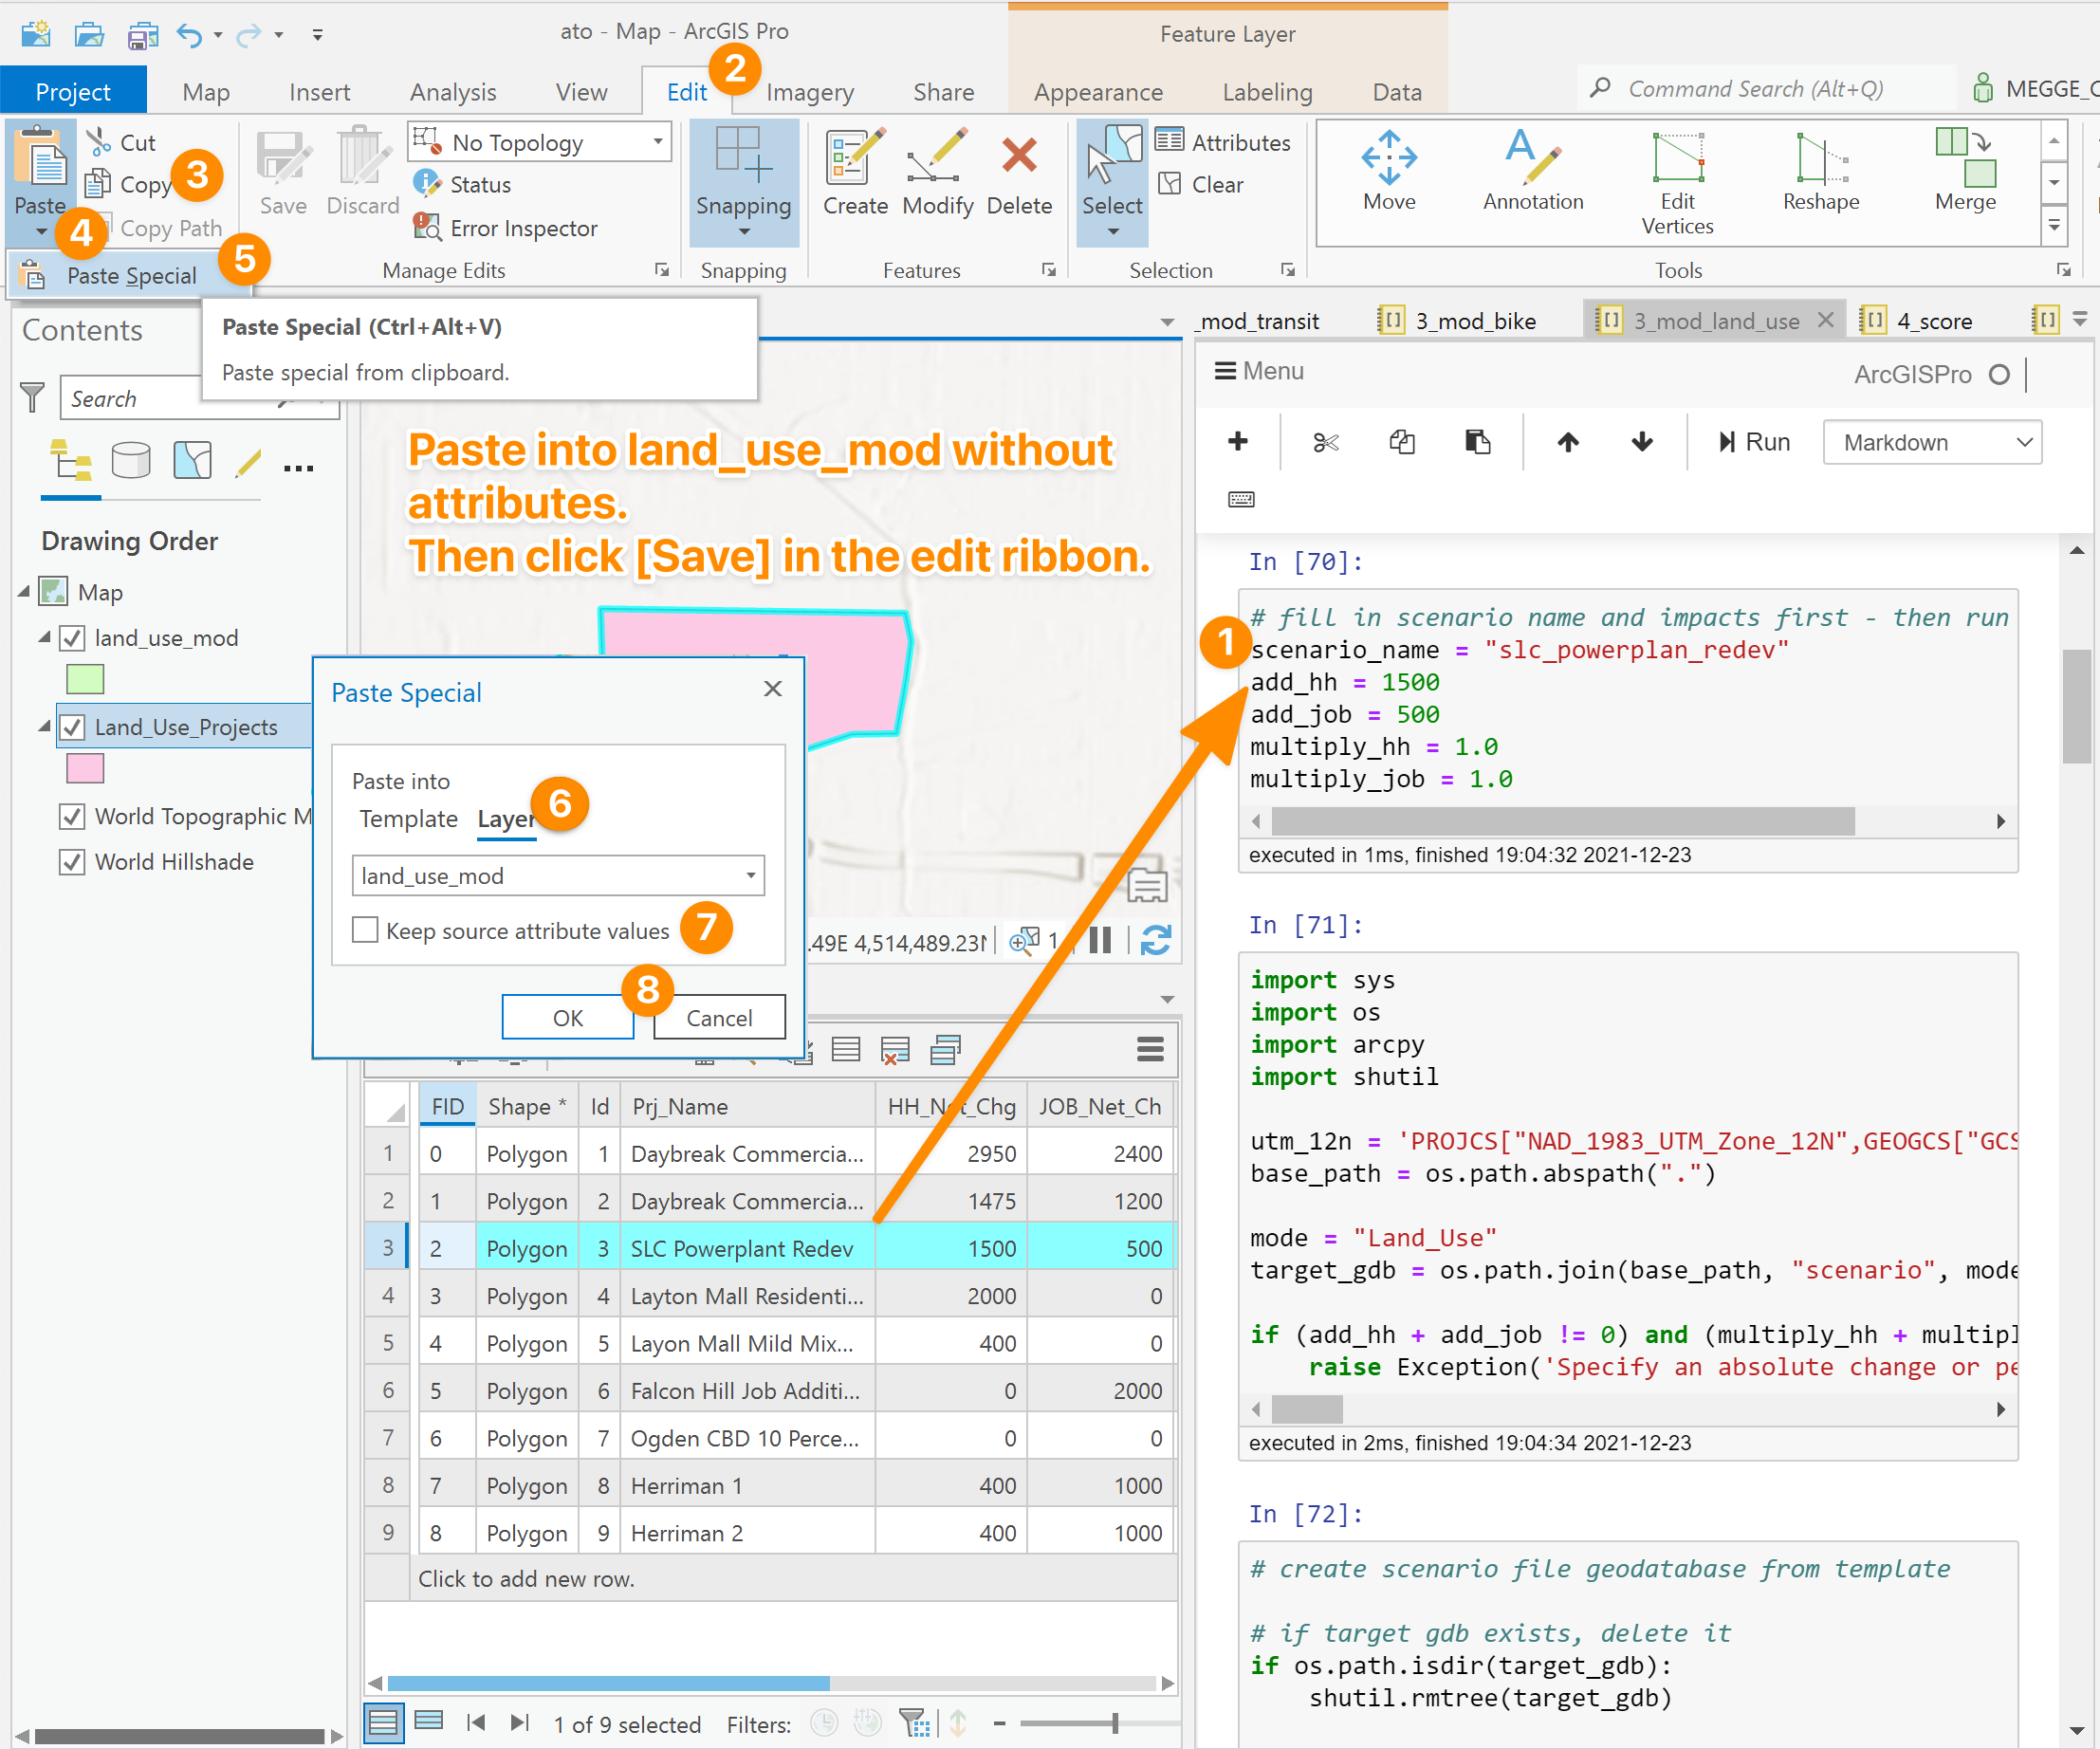 ato - Map - ArcGIS Pro
Feature Layer
Project
Map
Insert
Analysis
View
Edit
2
Imagery
Share
Appearance
Labeling
Data
Command Search (Alt+Q)
MEGGE_C
Paste
Cut
Copy
3
Copy Path
4
Save
Discard
No Topology
Status
Error Inspector
Manage Edits
Snapping
Snapping
Create
Modify
Delete
Features
Select
Attributes
Clear
Selection
Move
Annotation
Edit
Vertices
Reshape
Merge
Tools
Paste Special
5
Paste Special (Ctrl+Alt+V)
Paste special from clipboard.
Contents
Search
Drawing Order
Map
land_use_mod
Land_Use_Projects
World Topographic M
World Hillshade
Paste into land_use_mod without
attributes.
Then click [Save] in the edit ribbon.
Paste Special
Paste into
Template
Layer
6
land_use_mod
Keep source attribute values
7
8
OK
Cancel
.49E 4,514,489.23N
1
FID Shape * Id Prj_Name HH_Net_Chg JOB_Net_Ch
1 0 Polygon 1 Daybreak Commercia... 2950 2400
2 1 Polygon 2 Daybreak Commercia... 1475 1200
3 2 Polygon 3 SLC Powerplant Redev 1500 500
4 3 Polygon 4 Layton Mall Residenti... 2000 0
5 4 Polygon 5 Layon Mall Mild Mix... 400 0
6 5 Polygon 6 Falcon Hill Job Additi... 0 2000
7 6 Polygon 7 Ogden CBD 10 Perce... 0 0
8 7 Polygon 8 Herriman 1 400 1000
9 8 Polygon 9 Herriman 2 400 1000
Click to add new row.
1 of 9 selected
Filters:
_mod_transit
3_mod_bike
3_mod_land_use
4_score
Menu
ArcGISPro
Run
Markdown
In [70]:
1
# fill in scenario name and impacts first - then run
scenario_name = "slc_powerplan_redev"
add_hh = 1500
add_job = 500
multiply_hh = 1.0
multiply_job = 1.0
executed in 1ms, finished 19:04:32 2021-12-23
In [71]:
import sys
import os
import arcpy
import shutil
utm_12n = 'PROJCS["NAD_1983_UTM_Zone_12N",GEOGCS["GCS
base_path = os.path.abspath(".")
mode = "Land_Use"
target_gdb = os.path.join(base_path, "scenario", mode
if (add_hh + add_job != 0) and (multiply_hh + multipl
raise Exception('Specify an absolute change or pe
executed in 2ms, finished 19:04:34 2021-12-23
In [72]:
# create scenario file geodatabase from template
# if target gdb exists, delete it
if os.path.isdir(target_gdb):
shutil.rmtree(target_gdb)